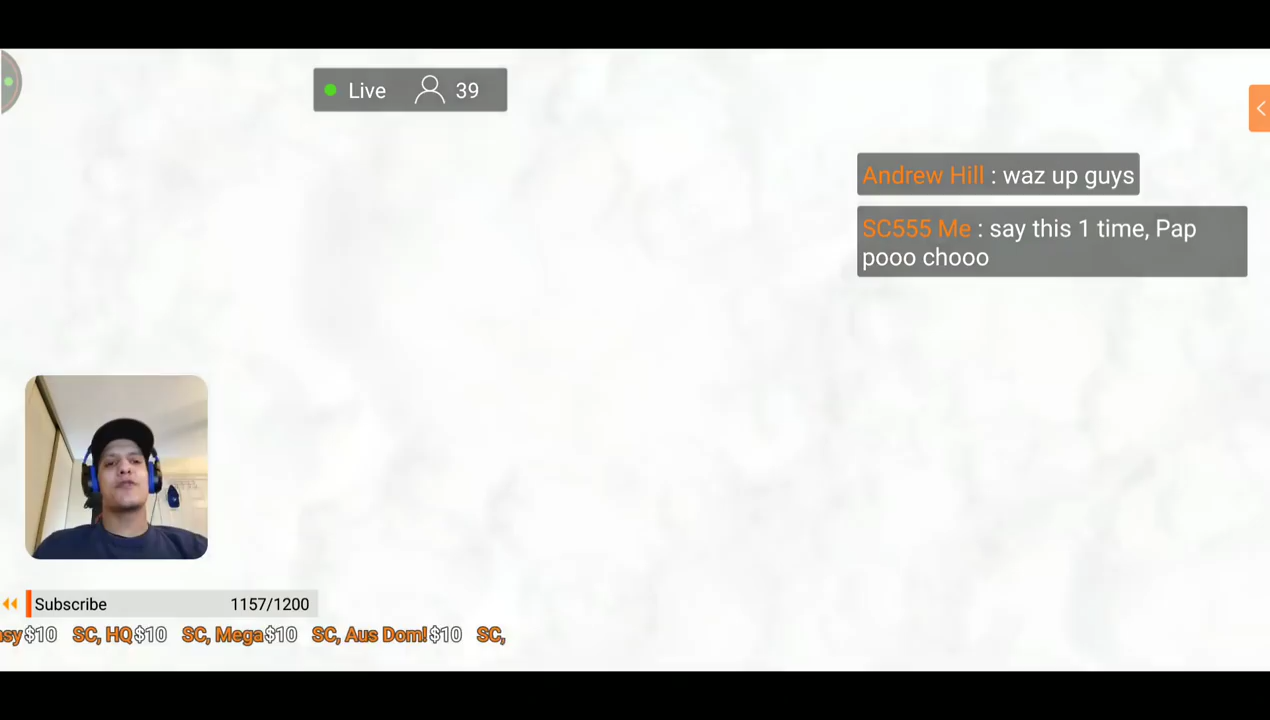 Live 39
Andrew Hill : waz up guys
SC555 Me : say this 1 time, Pap
pooo chooo
Subscribe 1157/1200
asy$10 SC, HQ$10 SC, Mega$10 SC, Aus Dom!$10 SC,